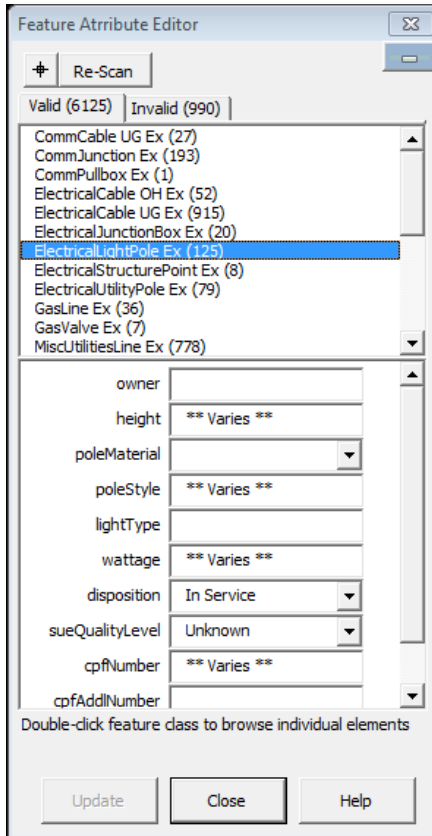 Feature Atrribute Editor
Re-Scan
Valid (6125) Invalid (990)
CommCable UG Ex (27)
CommJunction Ex (193)
CommPullbox Ex (1)
ElectricalCable OH Ex (52)
ElectricalCable UG Ex (915)
ElectricalJunctionBox Ex (20)
ElectricalLightPole Ex (125)
ElectricalStructurePoint Ex (8)
ElectricalUtilityPole Ex (79)
GasLine Ex (36)
GasValve Ex (7)
MiscUtilitiesLine Ex (778)
owner
height ** Varies **
poleMaterial
poleStyle ** Varies **
lightType
wattage ** Varies **
disposition In Service
sueQualityLevel Unknown
cpfNumber ** Varies **
cpfAddlNumber
Double-click feature class to browse individual elements
Update Close Help